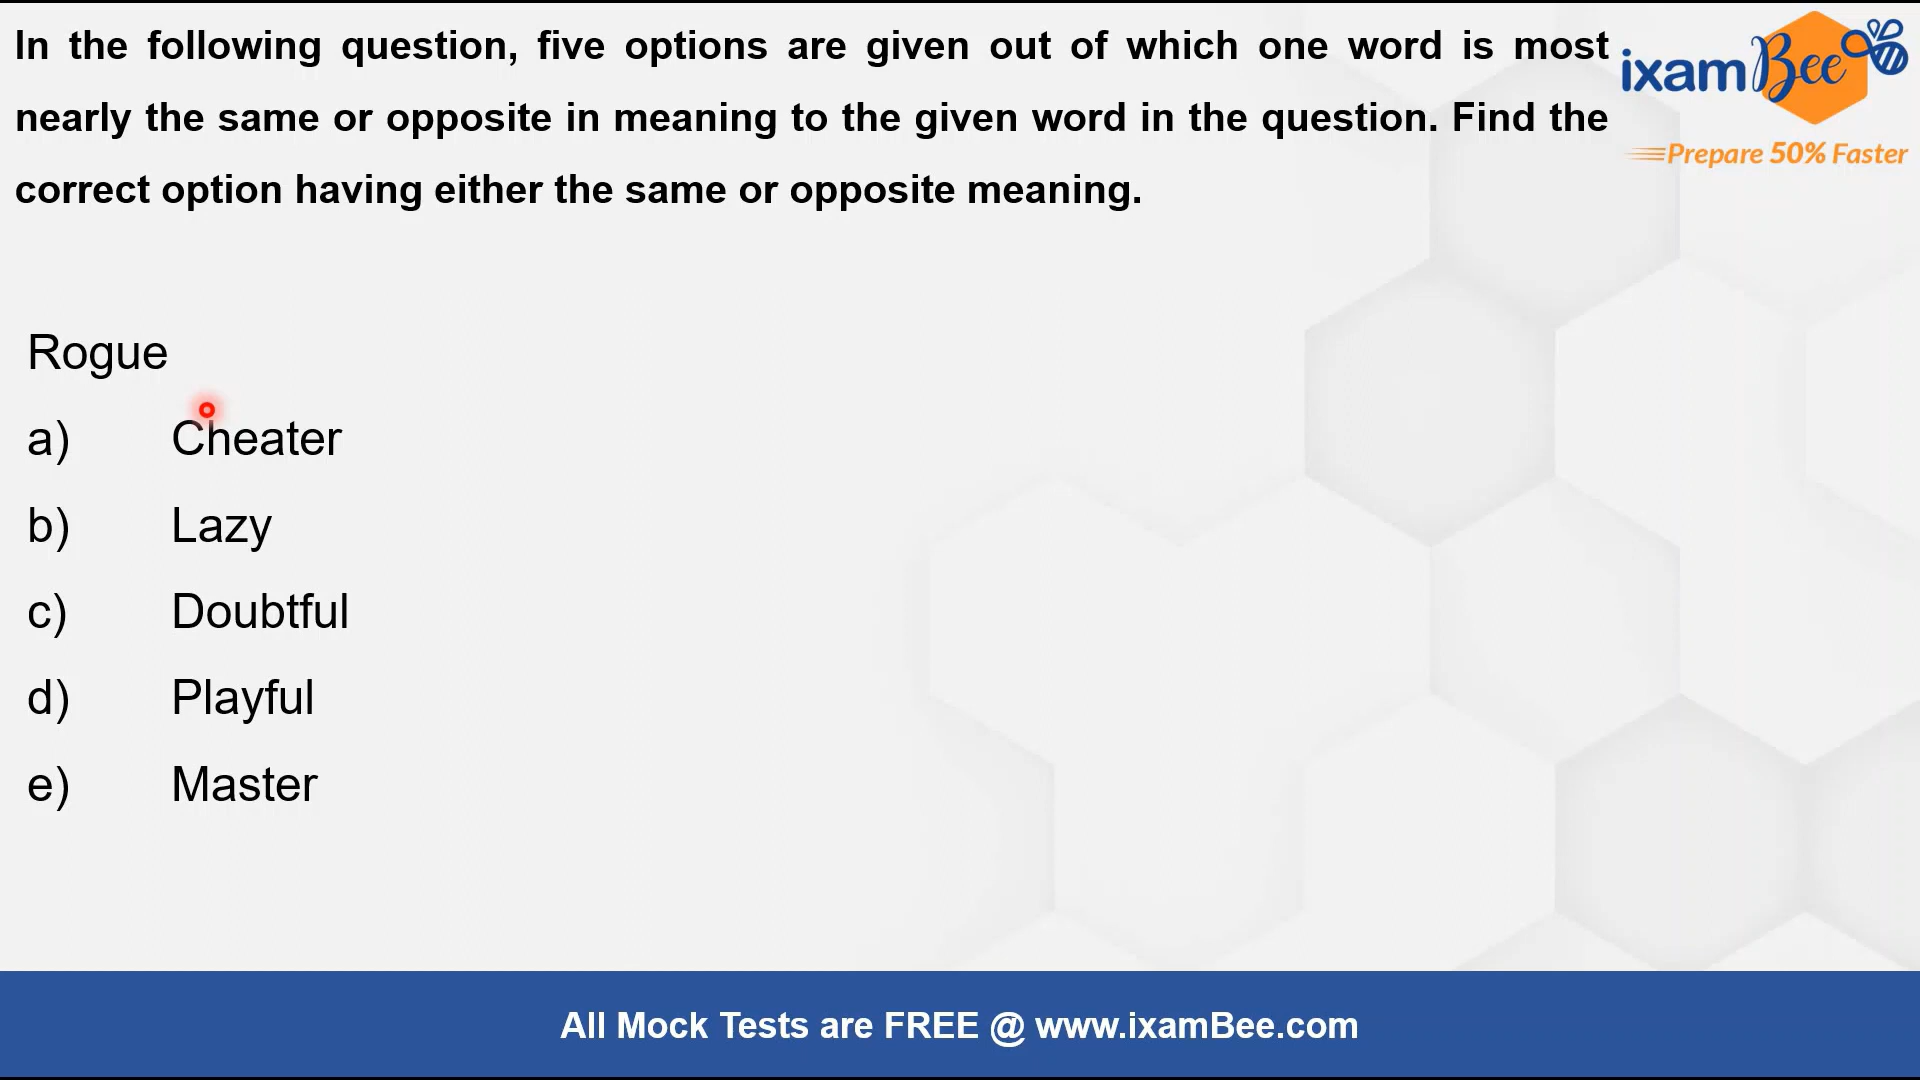 In the following question, five options are given out of which one word is most
nearly the same or opposite in meaning to the given word in the question. Find the
correct option having either the same or opposite meaning.
ixamBee
Prepare 50% Faster
Rogue
a) Cheater
b) Lazy
c) Doubtful
d) Playful
e) Master
All Mock Tests are FREE @ www.ixamBee.com